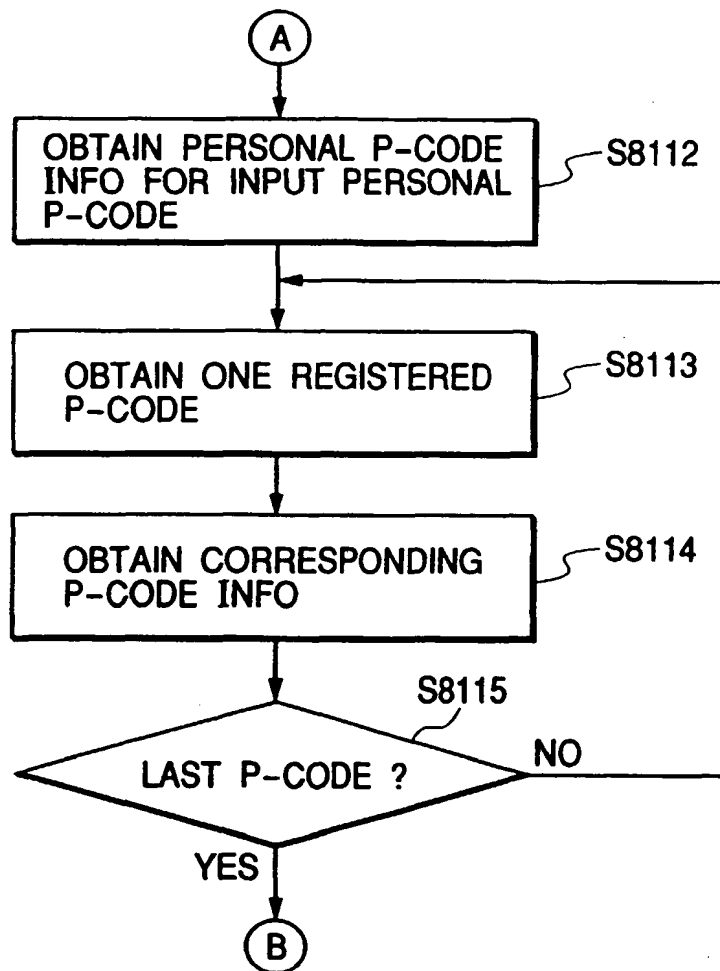 A
OBTAIN PERSONAL P-CODE
INFO FOR INPUT PERSONAL
P-CODE
S8112
OBTAIN ONE REGISTERED
P-CODE
S8113
OBTAIN CORRESPONDING
P-CODE INFO
S8114
S8115
LAST P-CODE ?
NO
YES
B